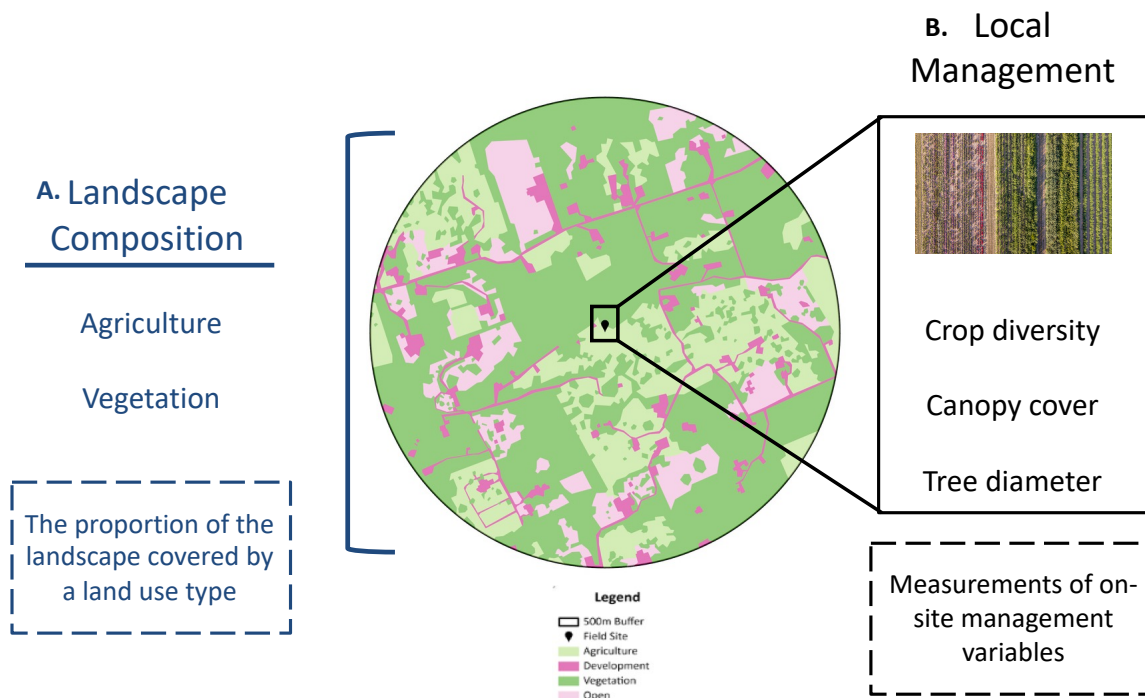 A. Landscape
Composition
Agriculture
Vegetation
The proportion of the
landscape covered by
a land use type
Legend
500m Buffer
Field Site
Agriculture
Development
Vegetation
Open
B. Local
Management
Crop diversity
Canopy cover
Tree diameter
Measurements of on-
site management
variables